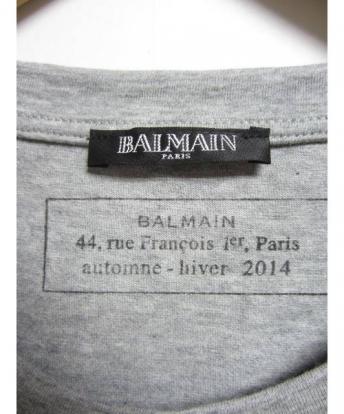 BALMAIN
PARIS
BALMAIN
44, rue François 1er, Paris
automne - hiver 2014